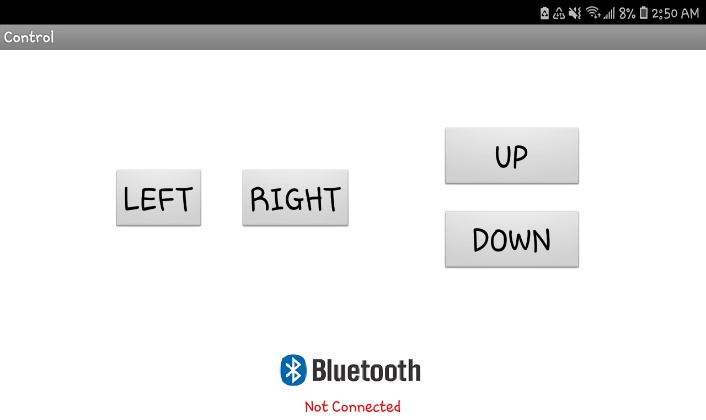 8% 2:50 AM
Control
LEFT RIGHT
UP
DOWN
Bluetooth
Not Connected